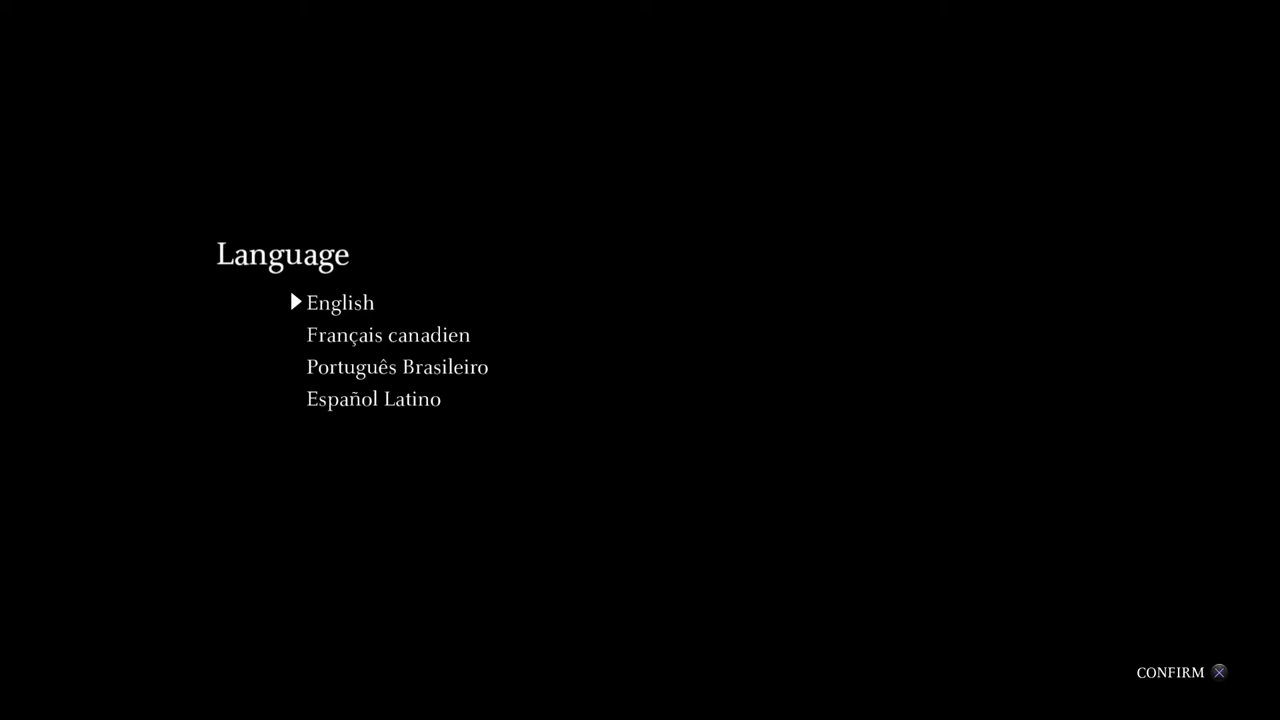 Language
English
Français canadien
Português Brasileiro
Español Latino
CONFIRM